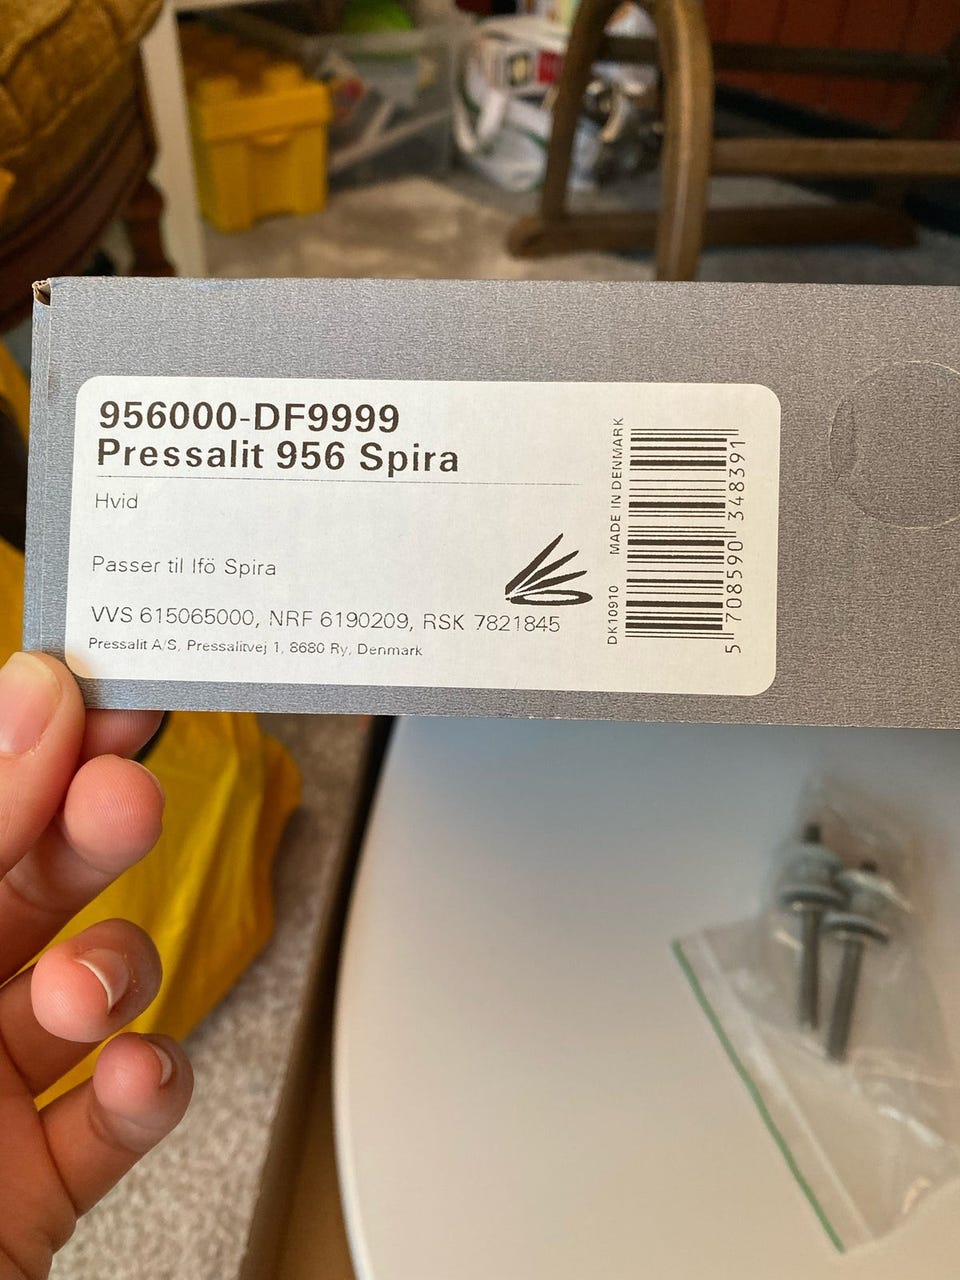 956000-DF9999
Pressalit 956 Spira
Hvid
Passer til Ifö Spira
VVS 615065000, NRF 6190209, RSK 7821845
Pressalit A/S, Pressalitvej 1, 8680 Ry, Denmark
DK10910 MADE IN DENMARK
5 708590 348391